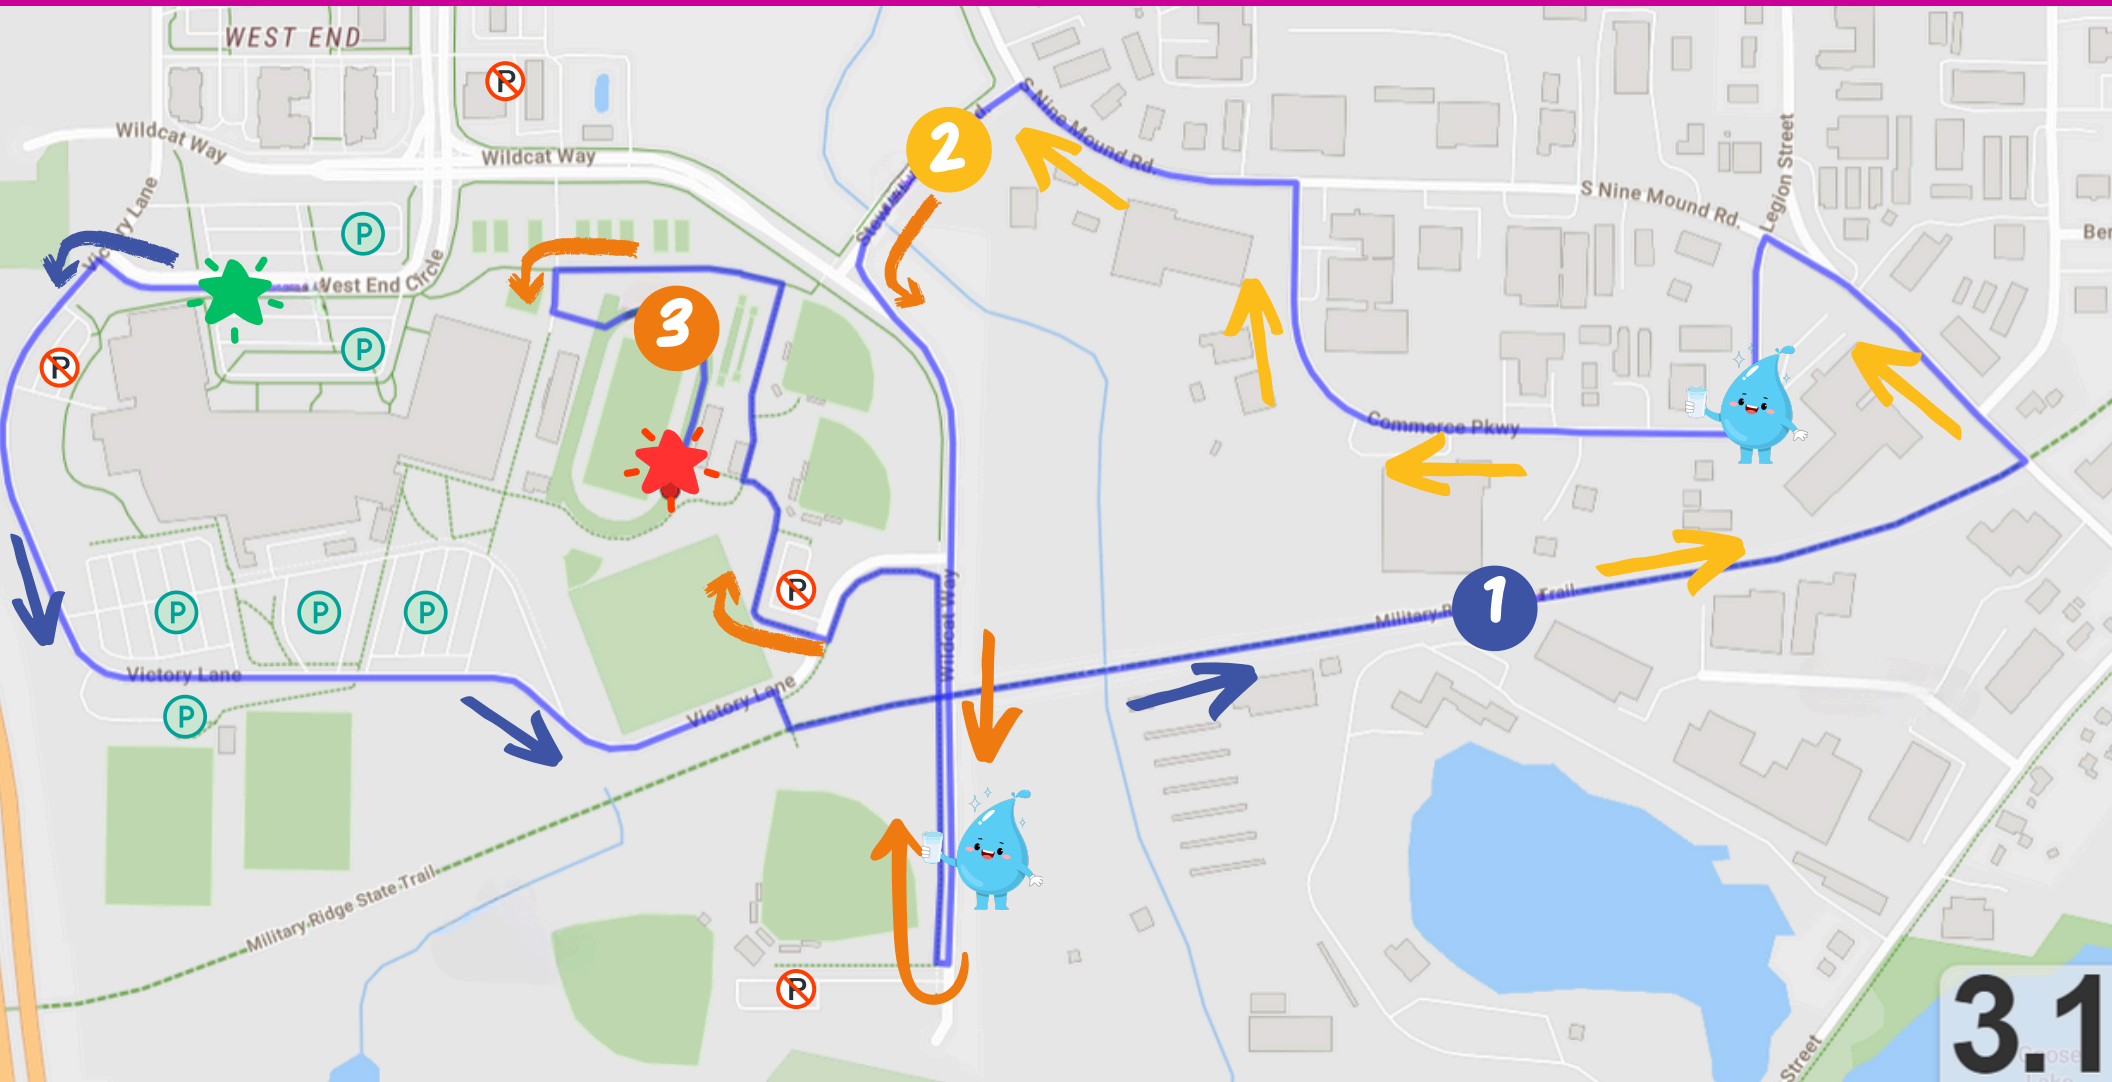 WEST END
P
S Nine Mound Rd.
2
Wildcat Way
Wildcat Way
Legion Street
Victory Lane
P
S Nine Mound Rd.
Ber
West End Circle
3
P
P
Commerce Pkwy
P
P
P
P
Wildcat Way
1
Military R
Trail
Victory Lane
Victory Lane
P
Military Ridge State Trail
P
3.1
Street